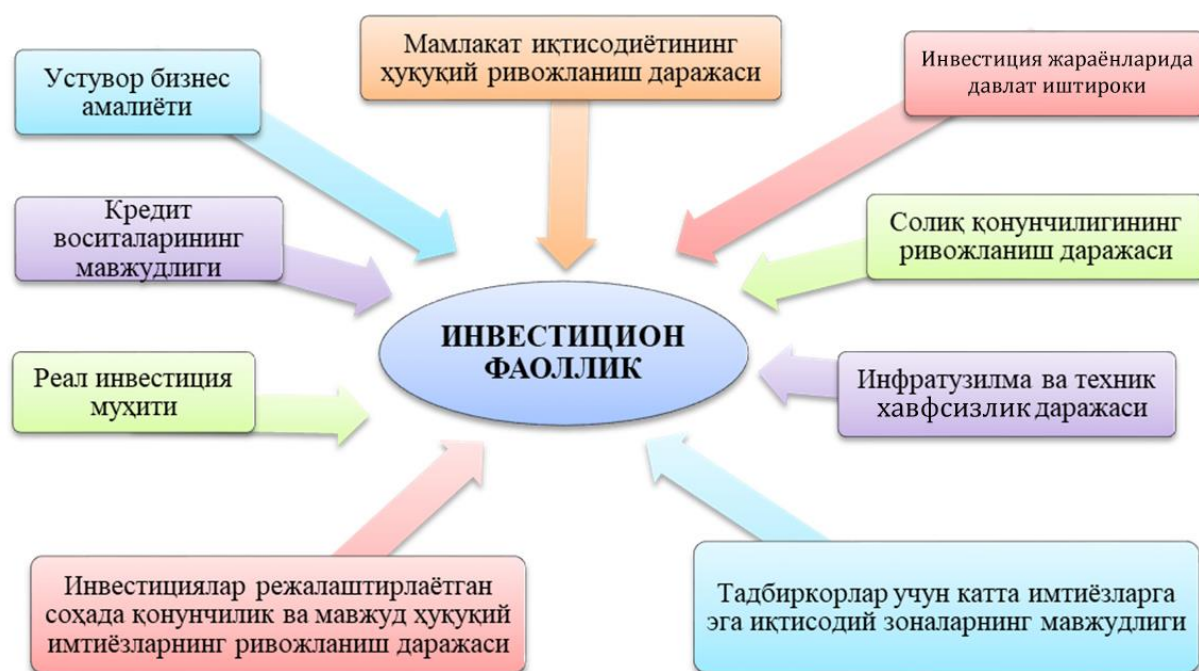 Устувор бизнес
амалиёти
Мамлакат иқтисодиётининг
ҳуқуқий ривожланиш даражаси
Инвестиция жараёнларида
давлат иштироки
Кредит
воситаларининг
мавжудлиги
Солиқ қонунчилигининг
ривожланиш даражаси
ИНВЕСТИЦИОН
ФАОЛЛИК
Реал инвестиция
муҳити
Инфратузилма ва техник
хавфсизлик даражаси
Инвестициялар режалаштирлаётган
соҳада қонунчилик ва мавжуд ҳуқуқий
имтиёзларнинг ривожланиш даражаси
Тадбиркорлар учун катта имтиёзларга
эга иқтисодий зоналарнинг мавжудлиги